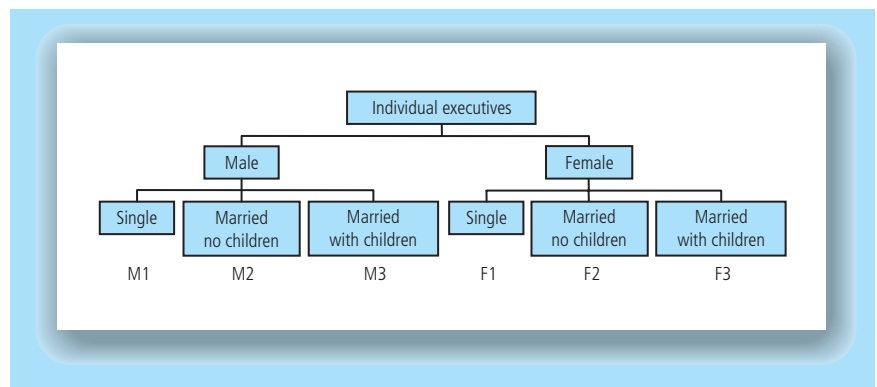 Individual executives
Male
Female
Single
Married
no children
Married
with children
Single
Married
no children
Married
with children
M1
M2
M3
F1
F2
F3